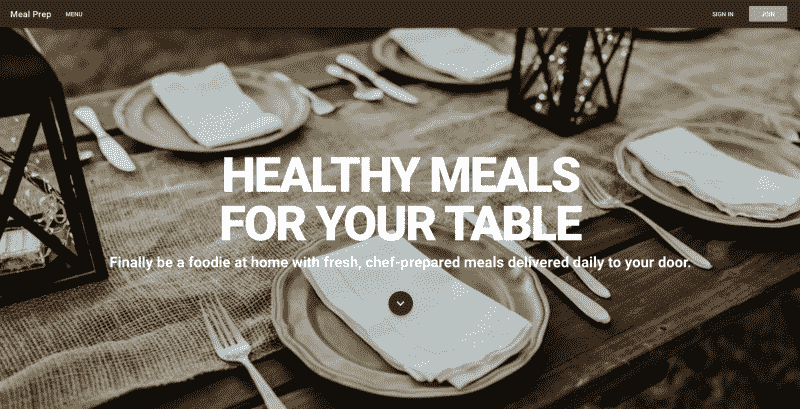 Meal Prep MENU SIGN IN JOIN
HEALTHY MEALS
FOR YOUR TABLE
Finally be a foodie at home with fresh, chef-prepared meals delivered daily to your door.